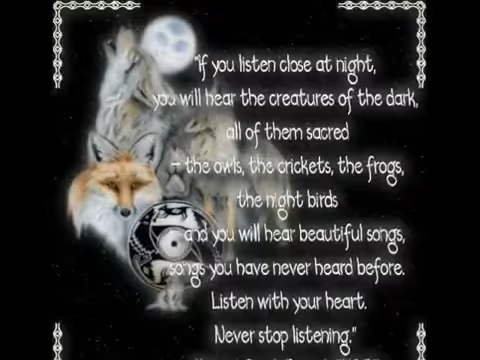 "If you listen close at night,
you will hear the creatures of the dark,
all of them sacred
- the owls, the crickets, the frogs,
the night birds
and you will hear beautiful songs,
songs you have never heard before.
Listen with your heart.
Never stop listening."